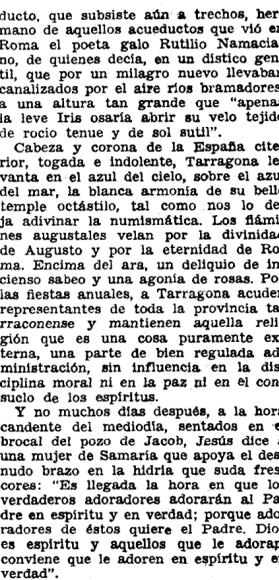 ducto, que subsiste aún a trechos, her
mano de aquellos acueductos que vió en
Roma el poeta galo Rutilio Namacia
no, de quienes decía, en un dístico gen
til, que por un milagro nuevo llevaban
canalizados por el aire ríos bramadores
a una altura tan grande que "apena
la leve Iris osaría abrir su velo tejid
de rocío tenue y de sol sutil".
Cabeza y corona de la España cite
rior, togada e indolente, Tarragona le
vanta en el azul del cielo, sobre el azu
del mar, la blanca armonía de su bell
temple octástilo, tal como nos lo de
ja adivinar la numismática. Los flámi
nes augustales velan por la divinida
de Augusto y por la eternidad de Ro
ma. Encima del ara, un deliquio de in
cienso sabeo y una agonía de rosas. Po
las fiestas anuales, a Tarragona acude
representantes de toda la provincia ta
rraconense y mantienen aquella reli
gión que es una cosa puramente ex
terna, una parte de bien regulada ad
ministración, sin influencia en la dis
ciplina moral ni en la paz ni en el con
suelo de los espíritus.
Y no muchos días después, a la hora
candente del mediodía, sentados en e
brocal del pozo de Jacob, Jesús dice a
una mujer de Samaría que apoya el des
nudo brazo en la hidria que suda fres
cores: "Es llegada la hora en que lo
verdaderos adoradores adorarán al Pa
dre en espíritu y en verdad; porque ado
radores de éstos quiere el Padre. Dio
es espíritu y aquellos que le adora
conviene que le adoren en espíritu y e
verdad".